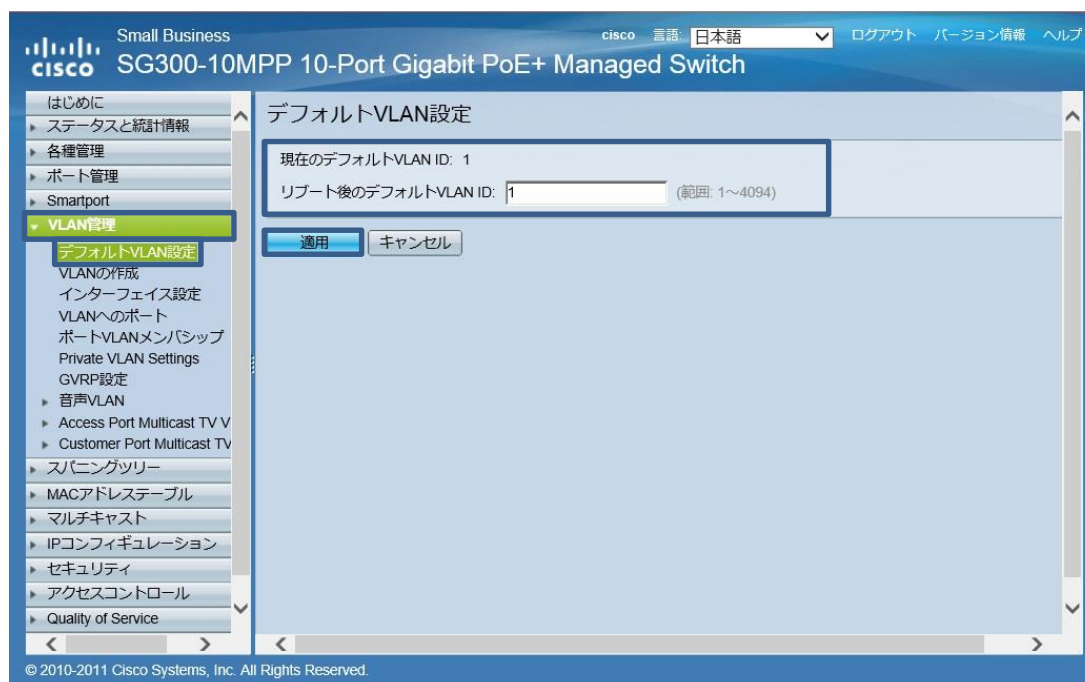 Small Business
cisco 言語: 日本語 ログアウト バージョン情報 ヘルプ
CISCO SG300-10MPP 10-Port Gigabit PoE+ Managed Switch
はじめに
ステータスと統計情報
各種管理
ポート管理
Smartport
VLAN管理
デフォルトVLAN設定
VLANの作成
インターフェイス設定
VLANへのポート
ポートVLANメンバシップ
Private VLAN Settings
GVRP設定
音声VLAN
Access Port Multicast TV V
Customer Port Multicast TV
スパニングツリー
MACアドレステーブル
マルチキャスト
IPコンフィギュレーション
セキュリティ
アクセスコントロール
Quality of Service
デフォルトVLAN設定
現在のデフォルトVLAN ID: 1
リブート後のデフォルトVLAN ID: 1 (範囲: 1～4094)
適用 キャンセル
© 2010-2011 Cisco Systems, Inc. All Rights Reserved.